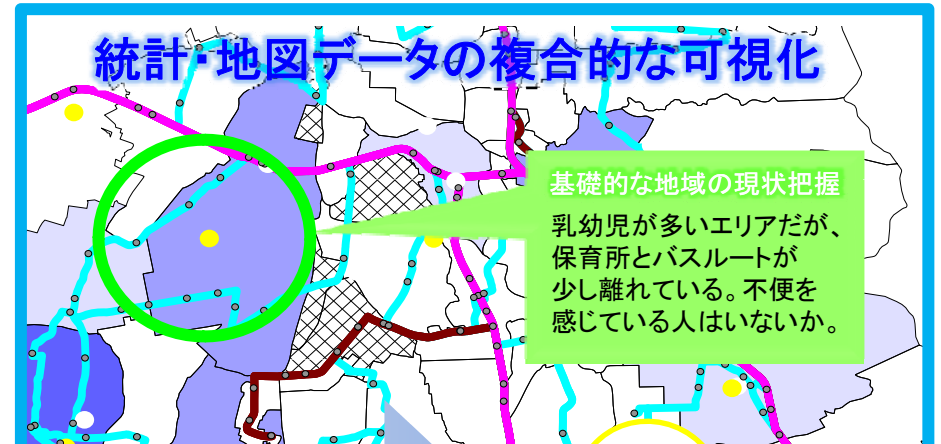 統計・地図データの複合的な可視化
基礎的な地域の現状把握
乳幼児が多いエリアだが、
保育所とバスルートが
少し離れている。不便を
感じている人はいないか。